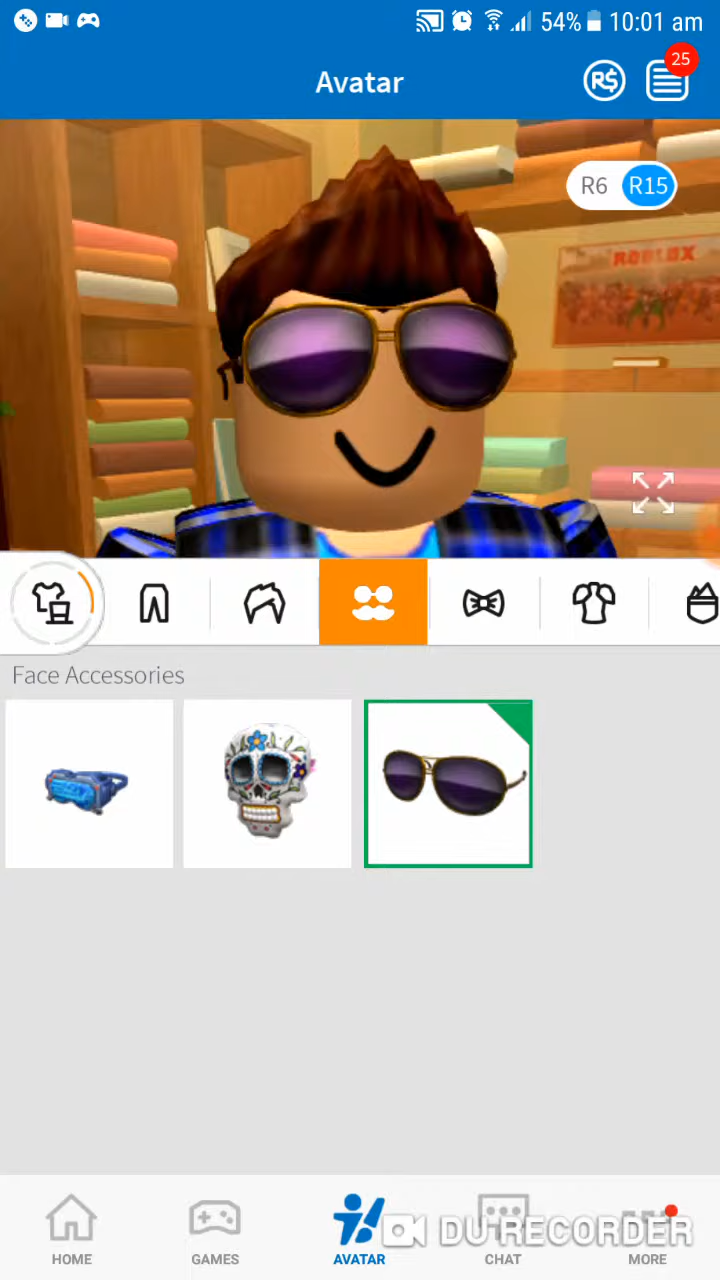 54% 10:01 am
Avatar
R$
25
R6 R15
ROBLOX
Face Accessories
HOME GAMES AVATAR CHAT MORE
DU RECORDER